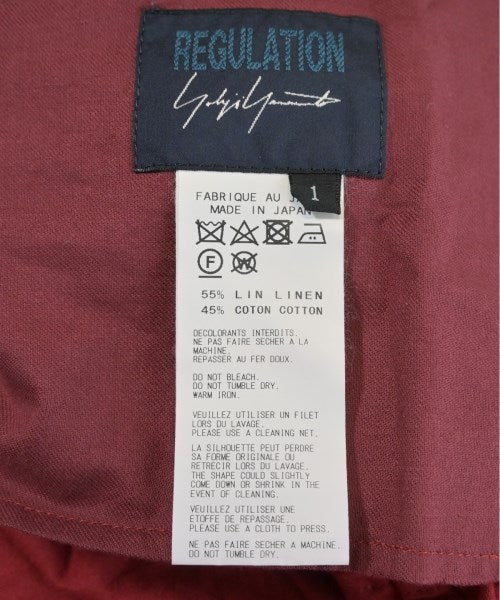 REGULATION
Yohji Yamamoto
1
FABRIQUE AU
MADE IN JAPAN
F
W
55% LIN LINEN
45% COTON COTTON
DECOLORANTS INTERDITS.
NE PAS FAIRE SECHER A LA
MACHINE.
REPASSER AU FER DOUX.
DO NOT BLEACH.
DO NOT TUMBLE DRY.
WARM IRON.
VEUILLEZ UTILISER UN FILET
LORS DU LAVAGE.
PLEASE USE A CLEANING NET.
LA SILHOUETTE PEUT PERDRE
SA FORME ORIGINALE OU
RETRECIR LORS DU LAVAGE.
THE SHAPE COULD SLIGHTLY
COME DOWN OR SHRINK IN THE
EVENT OF CLEANING.
VEUILLEZ UTILISER UNE
ETOFFE DE REPASSAGE.
PLEASE USE A CLOTH TO PRESS.
NE PAS FAIRE SECHER A MACHINE.
DO NOT TUMBLE DRY.